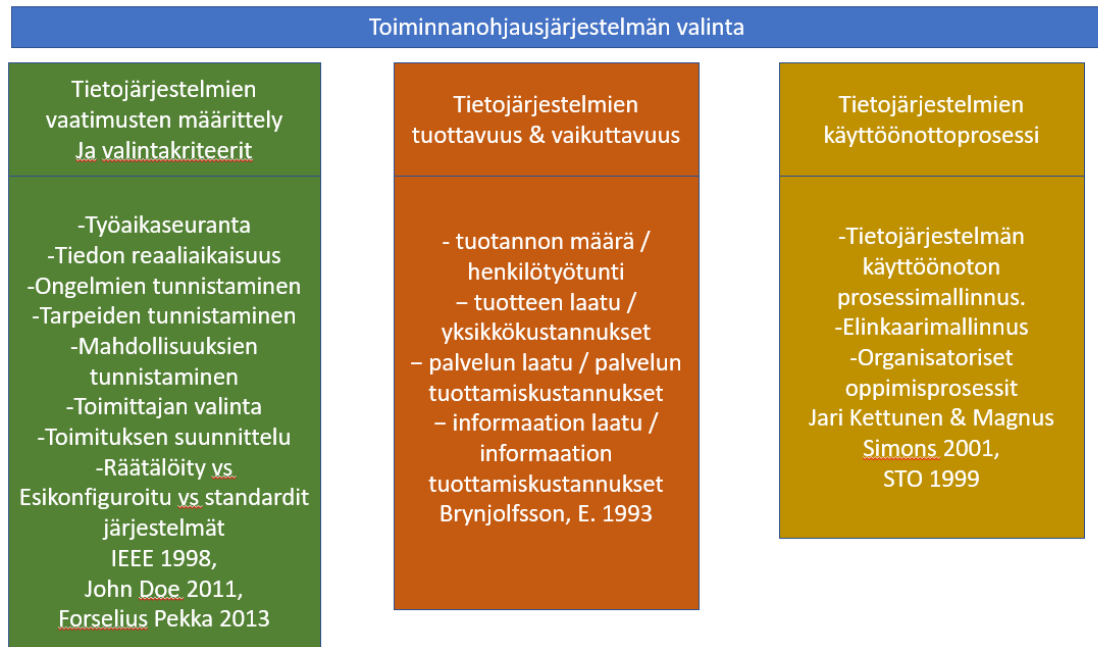 Toiminnanohjausjärjestelmän valinta
Tietojärjestelmien
vaatimusten määrittely
Ja valintakriteerit
-Työaikaseuranta
-Tiedon reaaliaikaisuus
-Ongelmien tunnistaminen
-Tarpeiden tunnistaminen
-Mahdollisuuksien
tunnistaminen
-Toimittajan valinta
-Toimituksen suunnittelu
-Räätälöity vs
Esikonfiguroitu vs standardit
järjestelmät
IEEE 1998,
John Doe 2011,
Forselius Pekka 2013
Tietojärjestelmien
tuottavuus & vaikuttavuus
- tuotannon määrä /
henkilötyötunti
– tuotteen laatu /
yksikkökustannukset
– palvelun laatu / palvelun
tuottamiskustannukset
– informaation laatu /
informaation
tuottamiskustannukset
Brynjolfsson, E. 1993
Tietojärjestelmien
käyttöönottoprosessi
-Tietojärjestelmän
käyttöönoton
prosessimallinnus.
-Elinkaarimallinnus
-Organisatoriset
oppimisprosessit
Jari Kettunen & Magnus
Simons 2001,
STO 1999